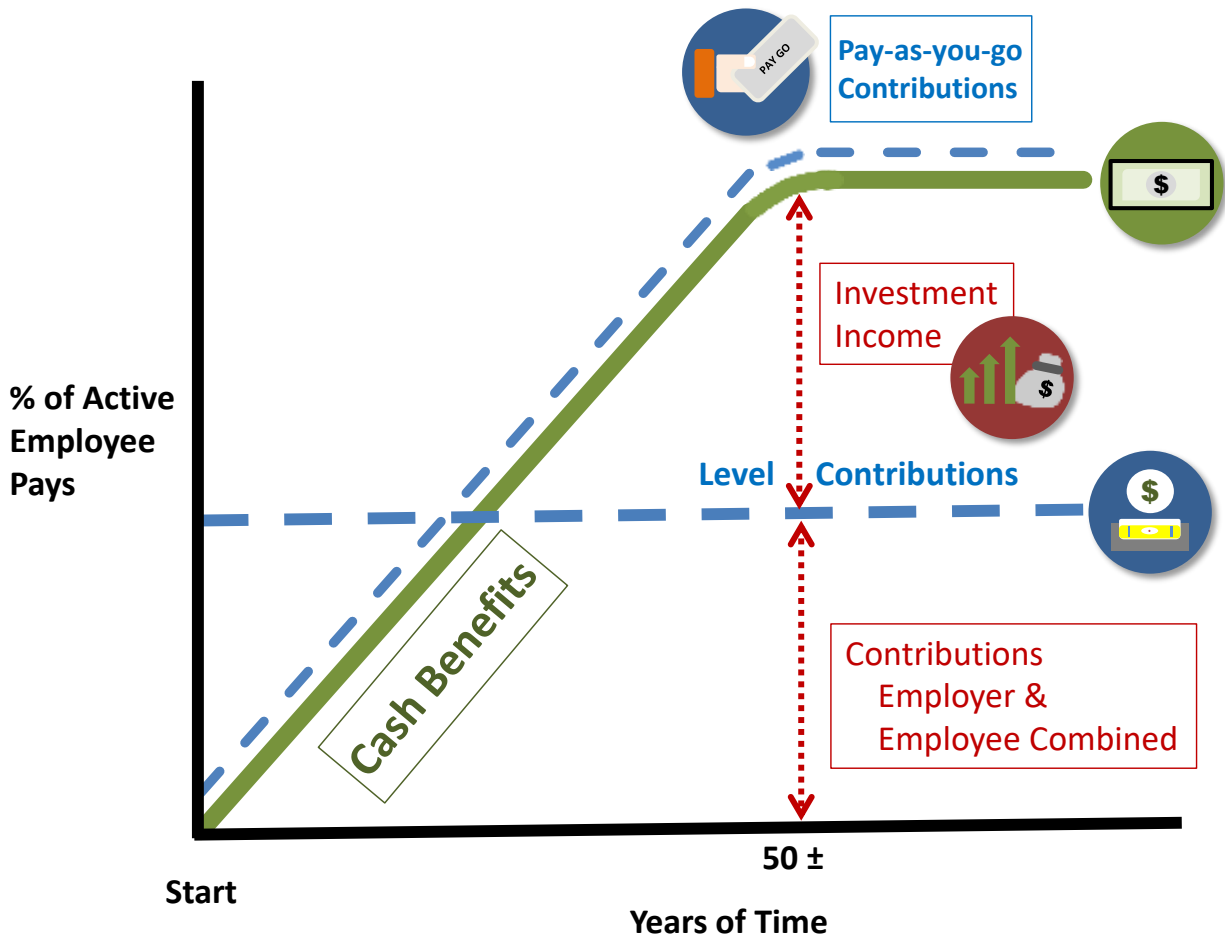 PAY GO
Pay-as-you-go
Contributions
$
Investment
Income
$
% of Active
Employee
Pays
Level Contributions
$
Cash Benefits
Contributions
Employer &
Employee Combined
50 ±
Start
Years of Time